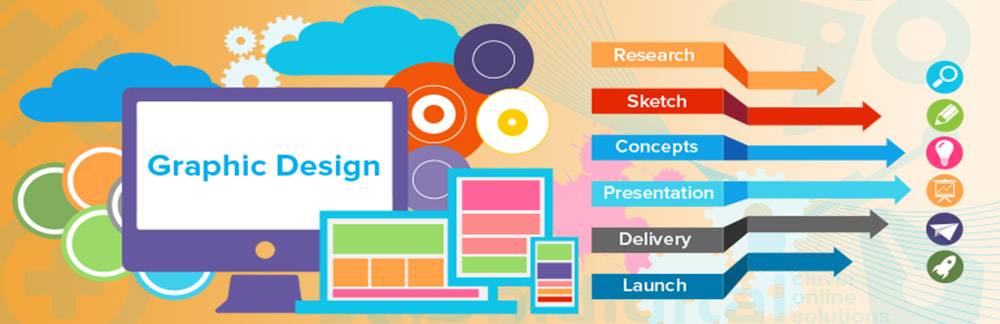 Graphic Design
Research
Sketch
Concepts
Presentation
Delivery
Launch
clever
online
solutions